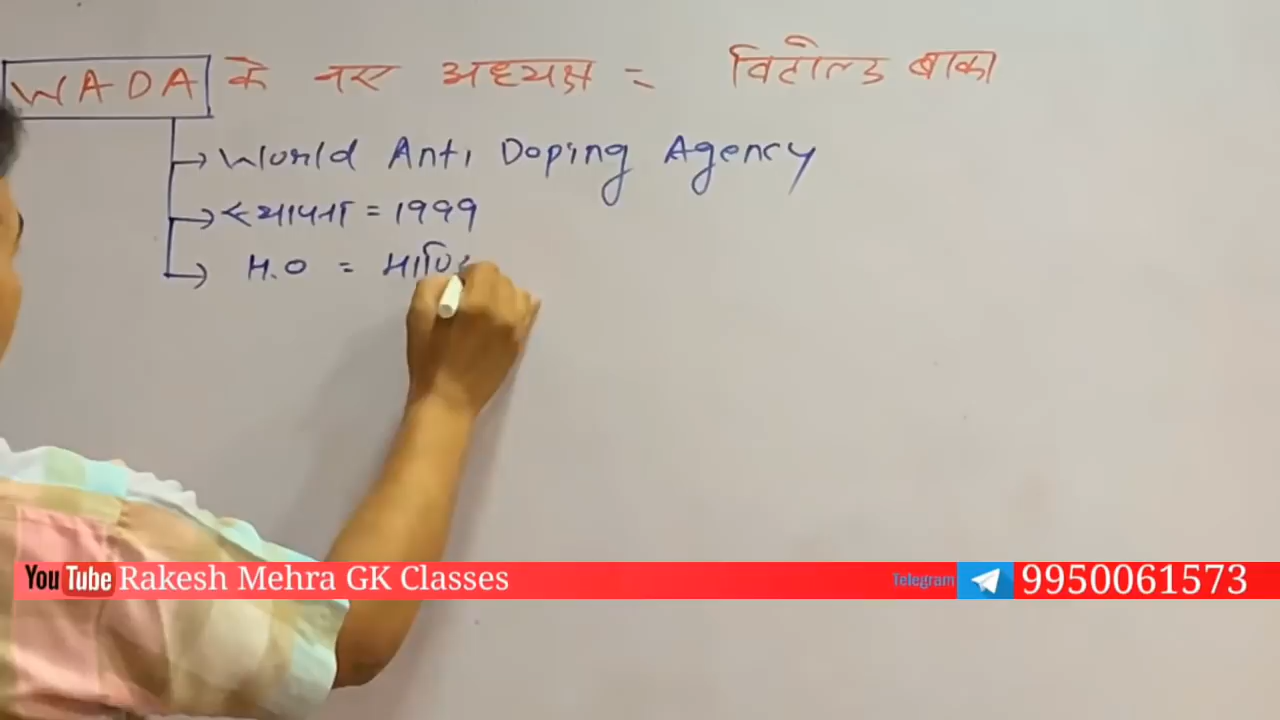 WADA के नए अध्यक्ष = विटोल्ड बाका
World Anti Doping Agency
स्थापना = 1999
H.O =
YouTube Rakesh Mehra GK Classes
Telegram 9950061573